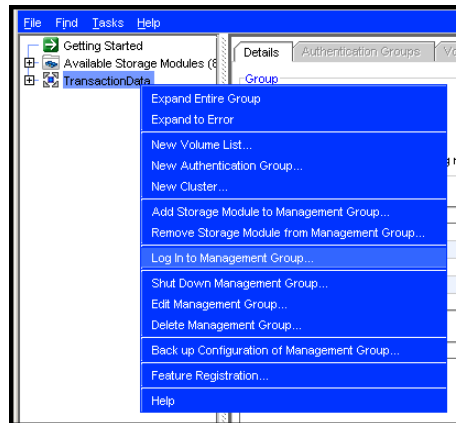 File Find Tasks Help
Getting Started
Available Storage Modules (8
TransactionData
Details Authentication Groups Vo
Group
Expand Entire Group
Expand to Error
New Volume List...
New Authentication Group...
New Cluster...
Add Storage Module to Management Group...
Remove Storage Module from Management Group...
Log In to Management Group...
Shut Down Management Group...
Edit Management Group...
Delete Management Group...
Back up Configuration of Management Group...
Feature Registration...
Help